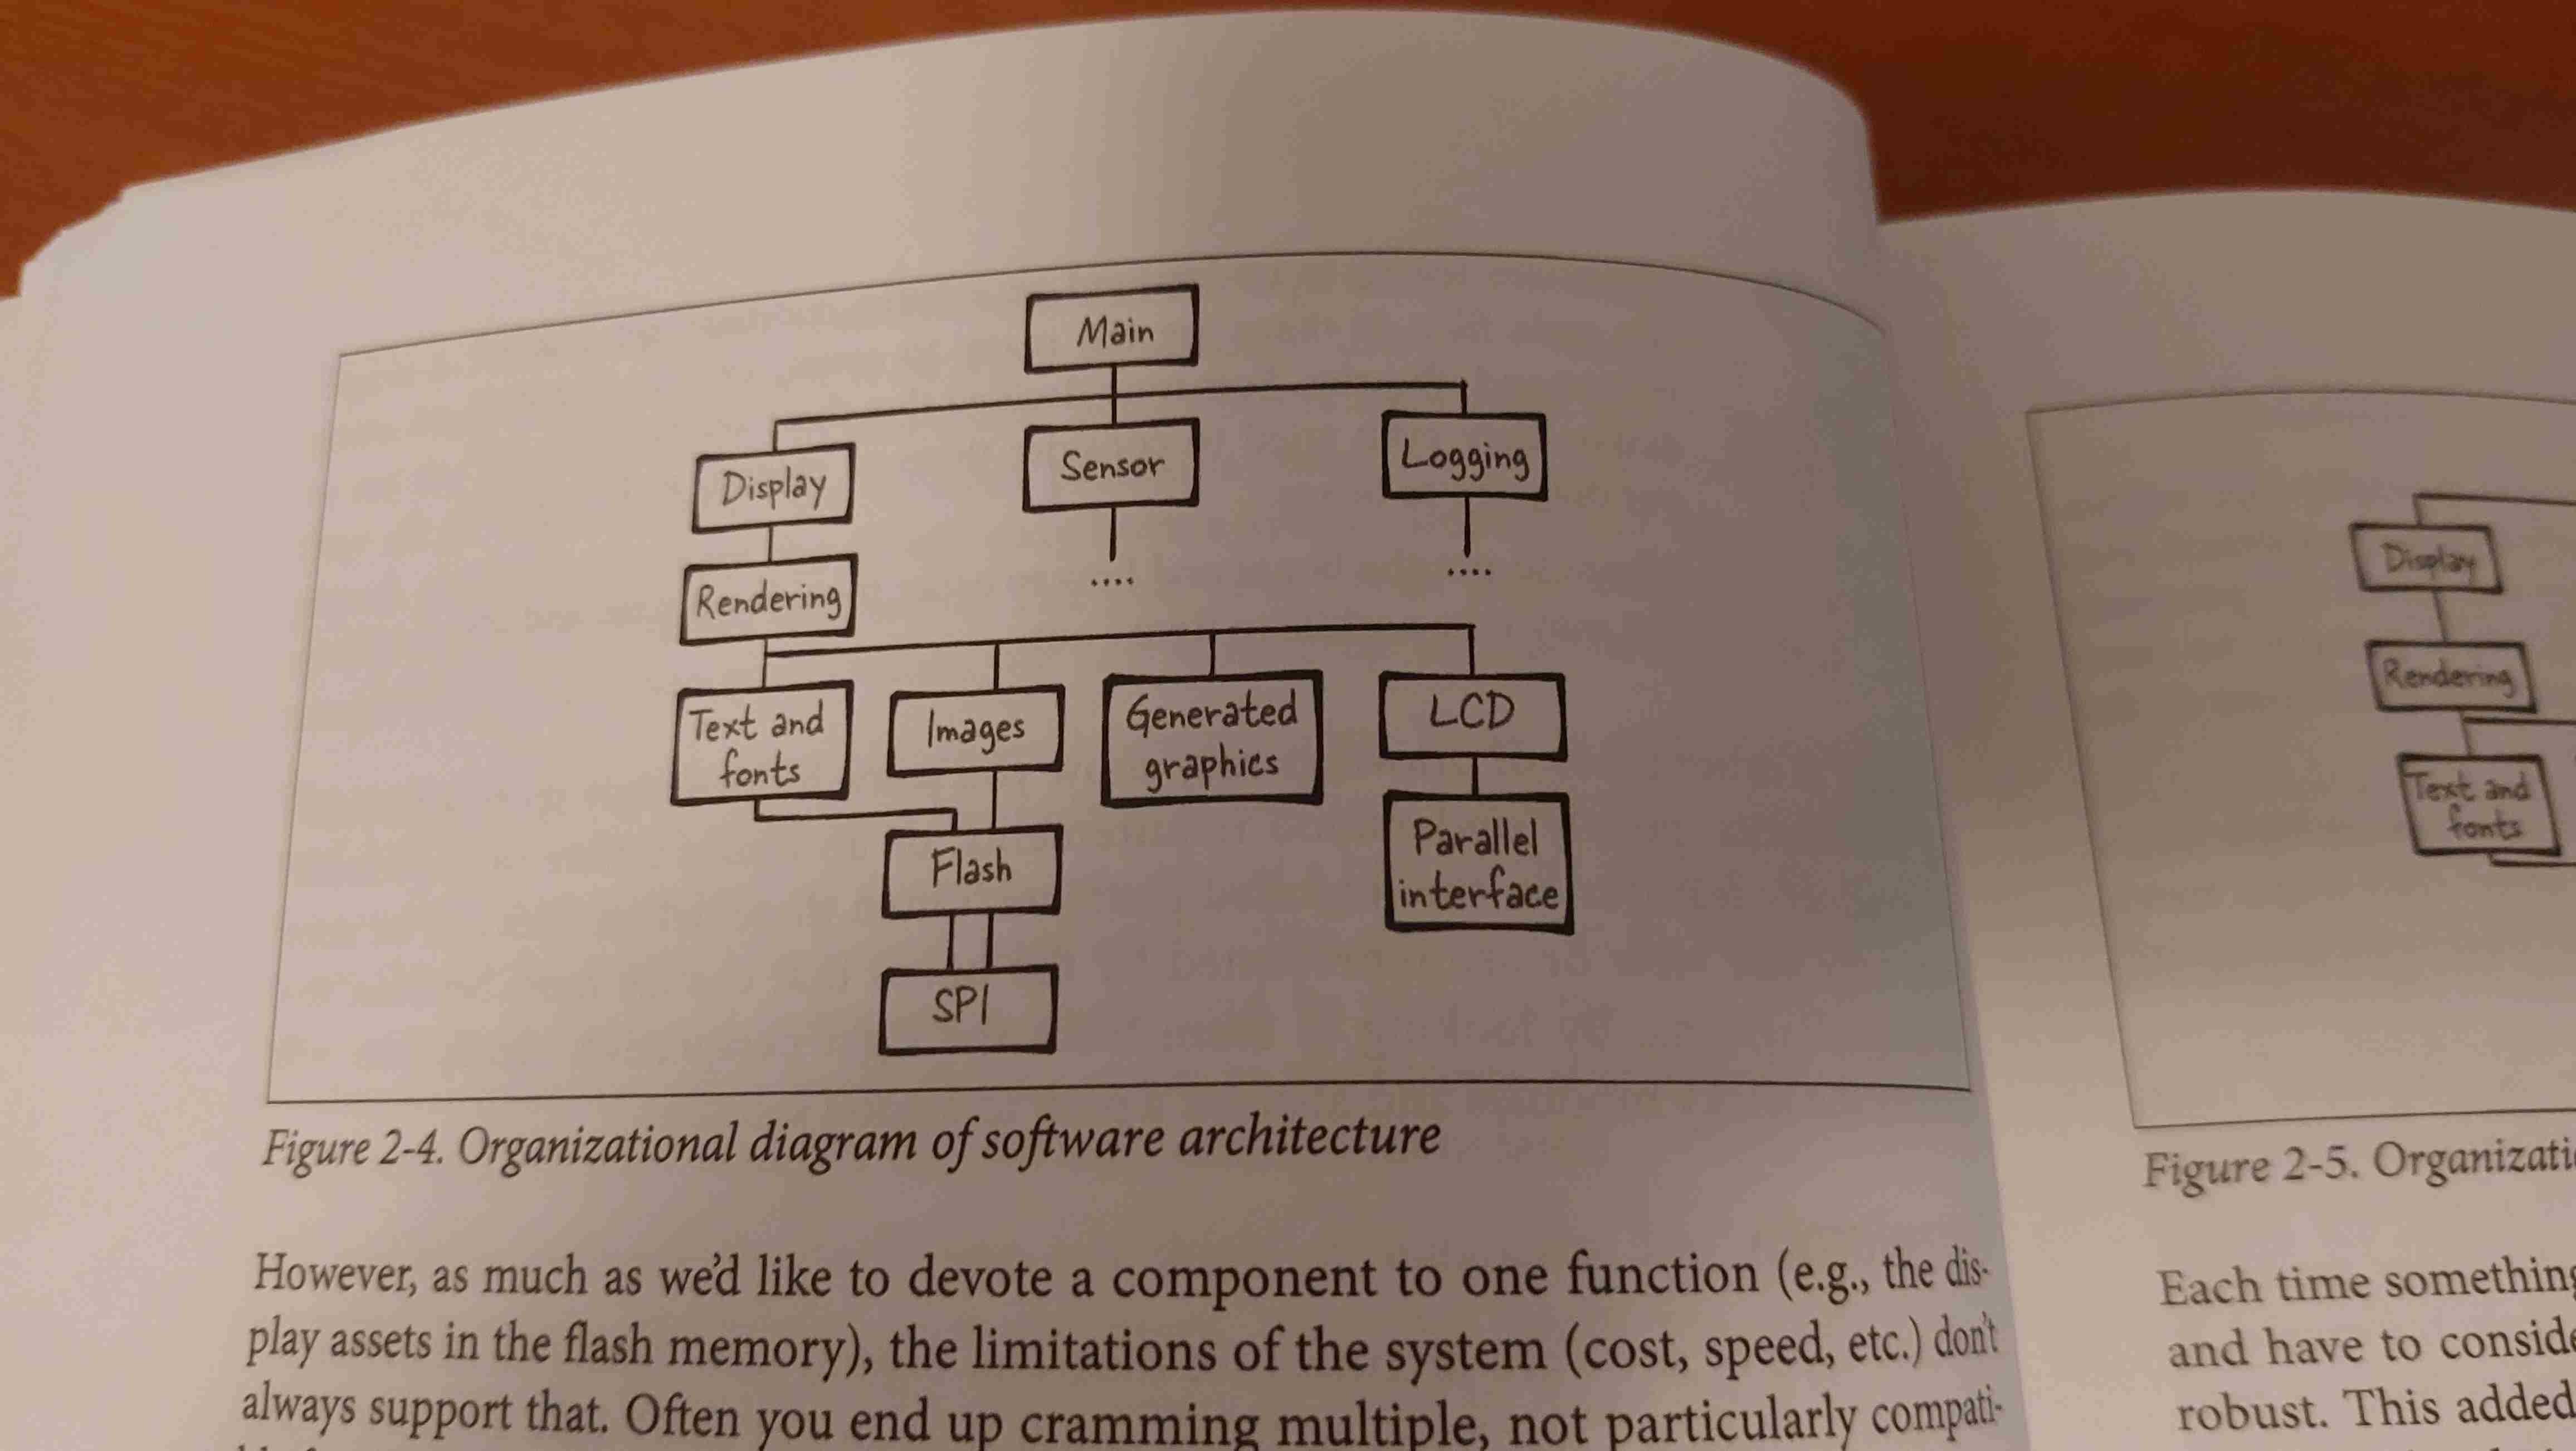 Main
Display
Sensor
Logging
Rendering
....
....
Text and
fonts
Images
Generated
graphics
LCD
Flash
Parallel
interface
SPI
Figure 2-4. Organizational diagram of software architecture
However, as much as we'd like to devote a component to one function (e.g., the dis-
play assets in the flash memory), the limitations of the system (cost, speed, etc.) don't
always support that. Often you end up cramming multiple, not particularly compati-
Display
Rendering
Text and
fonts
Figure 2-5. Organizati
Each time something
and have to conside
robust. This added